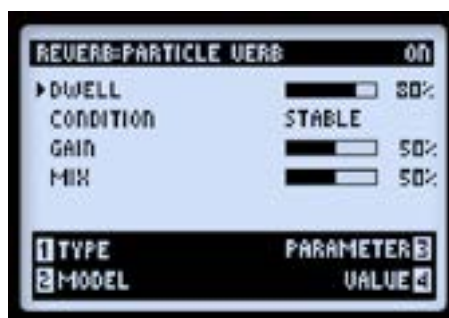 REVERB:PARTICLE VERB ON
DWELL 80%
CONDITION STABLE
GAIN 50%
MIX 50%
1 TYPE PARAMETER 3
2 MODEL VALUE 4